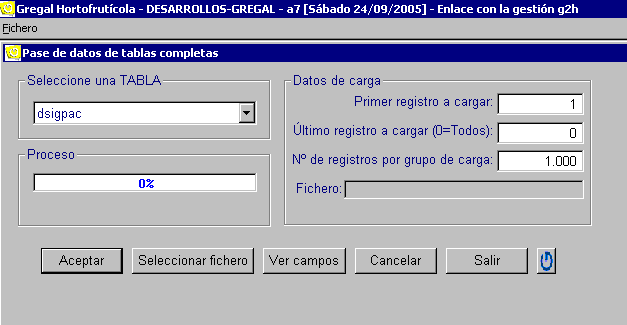 Gregal Hortofrutícola - DESARROLLOS-GREGAL - a7 [Sábado 24/09/2005] - Enlace con la gestión g2h
Fichero
Pase de datos de tablas completas
Seleccione una TABLA
dsigpac
Proceso
0%
Datos de carga
Primer registro a cargar: 1
Último registro a cargar (0=Todos): 0
Nº de registros por grupo de carga: 1.000
Fichero:
Aceptar Seleccionar fichero Ver campos Cancelar Salir